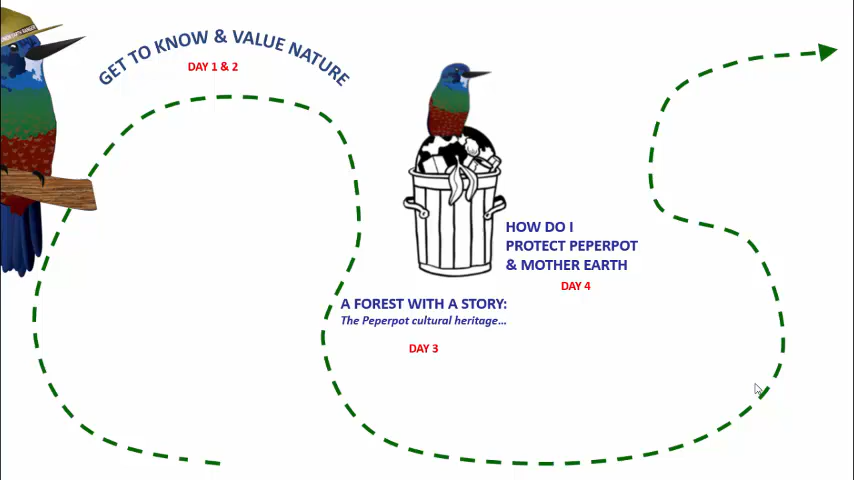 GET TO KNOW & VALUE NATURE
DAY 1 & 2
HOW DO I
PROTECT PEPERPOT
& MOTHER EARTH
DAY 4
A FOREST WITH A STORY:
The Peperpot cultural heritage...
DAY 3